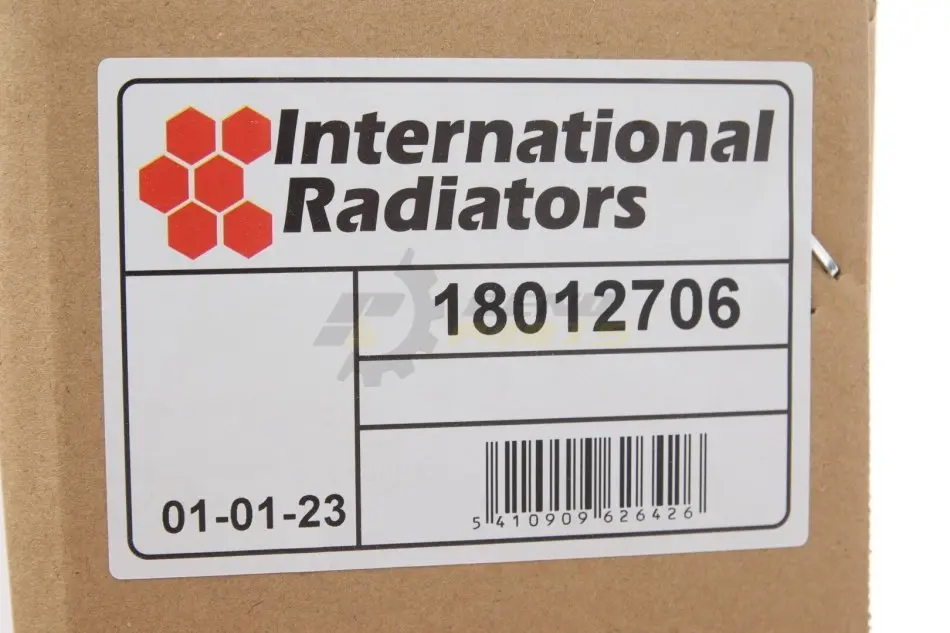 International
Radiators
18012706
01-01-23
5 410909 626426